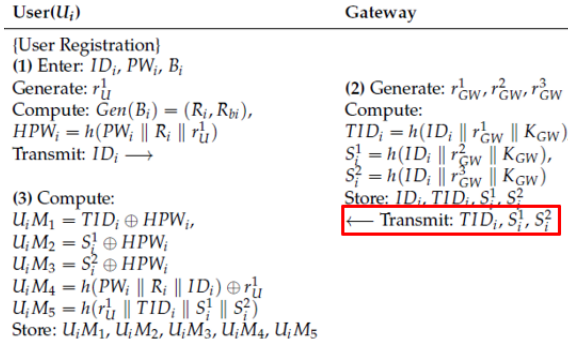 User(U_i)
Gateway
{User Registration}
(1) Enter: ID_i, PW_i, B_i
Generate: r_U^1
Compute: Gen(B_i) = (R_i, R_bi),
HPW_i = h(PW_i ∥ R_i ∥ r_U^1)
Transmit: ID_i ⟶
(2) Generate: r_GW^1, r_GW^2, r_GW^3
Compute:
TID_i = h(ID_i ∥ r_GW^1 ∥ K_GW)
S_i^1 = h(ID_i ∥ r_GW^2 ∥ K_GW),
S_i^2 = h(ID_i ∥ r_GW^3 ∥ K_GW)
Store: ID_i, TID_i, S_i^1, S_i^2
⟵ Transmit: TID_i, S_i^1, S_i^2
(3) Compute:
U_iM_1 = TID_i ⊕ HPW_i,
U_iM_2 = S_i^1 ⊕ HPW_i
U_iM_3 = S_i^2 ⊕ HPW_i
U_iM_4 = h(PW_i ∥ R_i ∥ ID_i) ⊕ r_U^1
U_iM_5 = h(r_U^1 ∥ TID_i ∥ S_i^1 ∥ S_i^2)
Store: U_iM_1, U_iM_2, U_iM_3, U_iM_4, U_iM_5